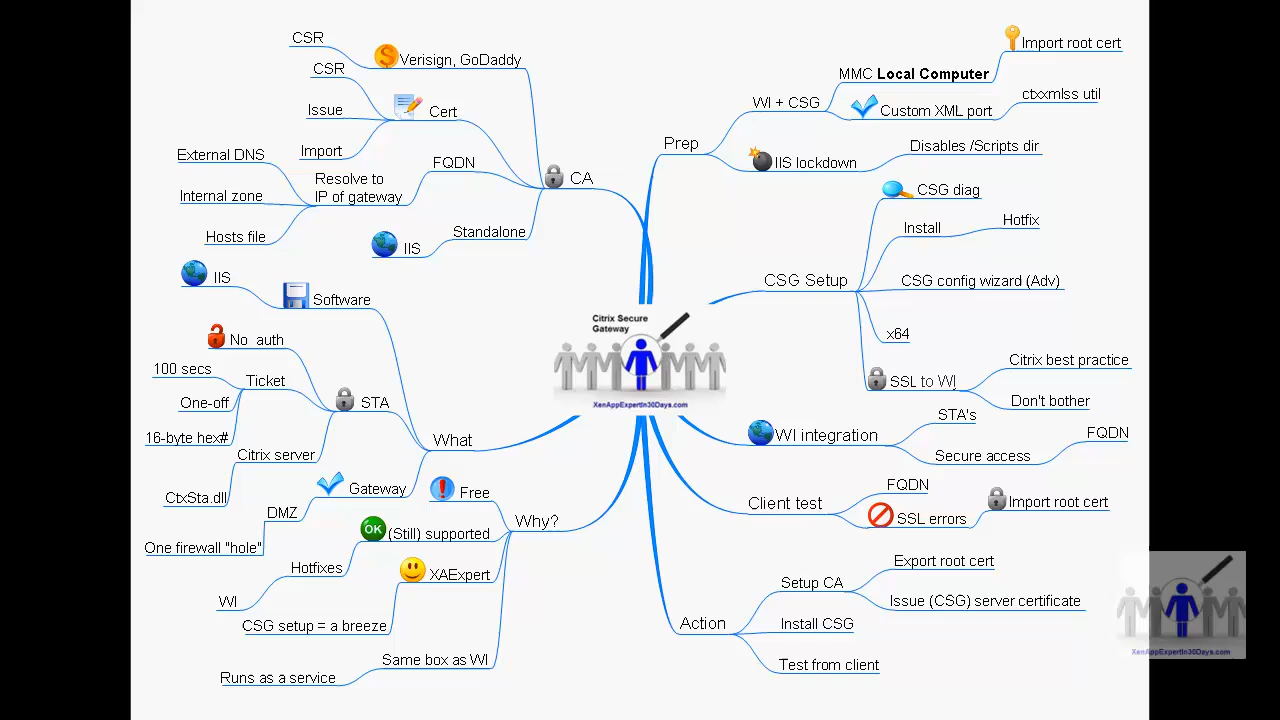 CSR
Verisign, GoDaddy
CSR
Issue
Import
Cert
External DNS
Internal zone
Hosts file
Resolve to
IP of gateway
FQDN
CA
IIS
Standalone
IIS
Software
No auth
100 secs
One-off
16-byte hex#
Ticket
STA
Citrix server
CtxSta.dll
What
Gateway
DMZ
One firewall "hole"
Free
Why?
(Still) supported
Hotfixes
WI
XAExpert
CSG setup = a breeze
Same box as WI
Runs as a service
Citrix Secure
Gateway
XenAppExpertIn30Days.com
Prep
WI + CSG
MMC Local Computer
Import root cert
Custom XML port
ctxxmlss util
IIS lockdown
Disables /Scripts dir
CSG Setup
CSG diag
Install
Hotfix
CSG config wizard (Adv)
x64
SSL to WI
Citrix best practice
Don't bother
WI integration
STA's
Secure access
FQDN
Client test
FQDN
SSL errors
Import root cert
Action
Setup CA
Export root cert
Issue (CSG) server certificate
Install CSG
Test from client
XenAppExpertIn30Days.com